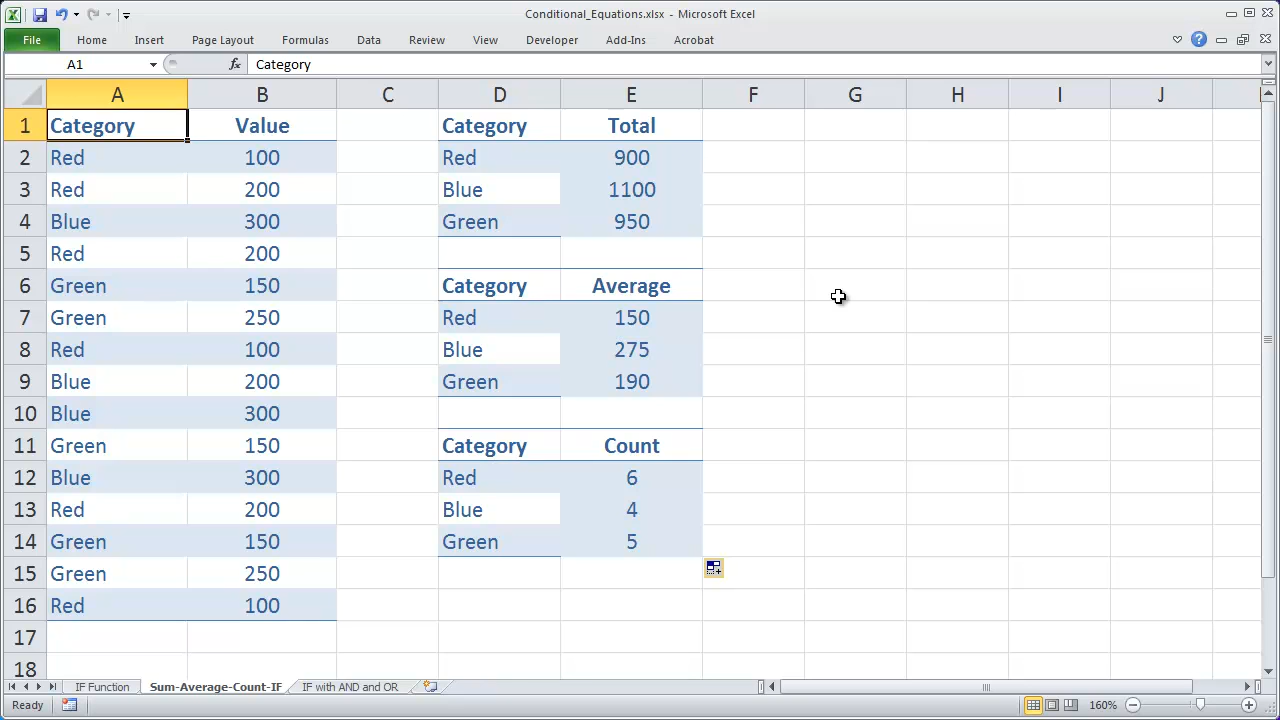 Conditional_Equations.xlsx - Microsoft Excel
File Home Insert Page Layout Formulas Data Review View Developer Add-Ins Acrobat
A1 fx Category
A B C D E F G H I J
1 Category Value Category Total
2 Red 100 Red 900
3 Red 200 Blue 1100
4 Blue 300 Green 950
5 Red 200
6 Green 150 Category Average
7 Green 250 Red 150
8 Red 100 Blue 275
9 Blue 200 Green 190
10 Blue 300
11 Green 150 Category Count
12 Blue 300 Red 6
13 Red 200 Blue 4
14 Green 150 Green 5
15 Green 250
16 Red 100
17
18
IF Function Sum-Average-Count-IF IF with AND and OR
Ready 160%